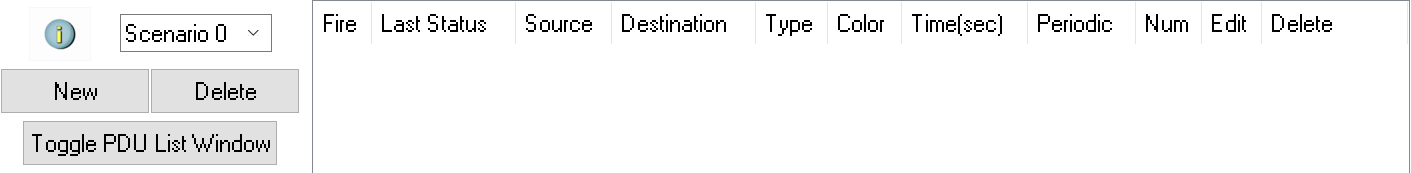 Scenario 0
New Delete
Toggle PDU List Window
Fire Last Status Source Destination Type Color Time(sec) Periodic Num Edit Delete